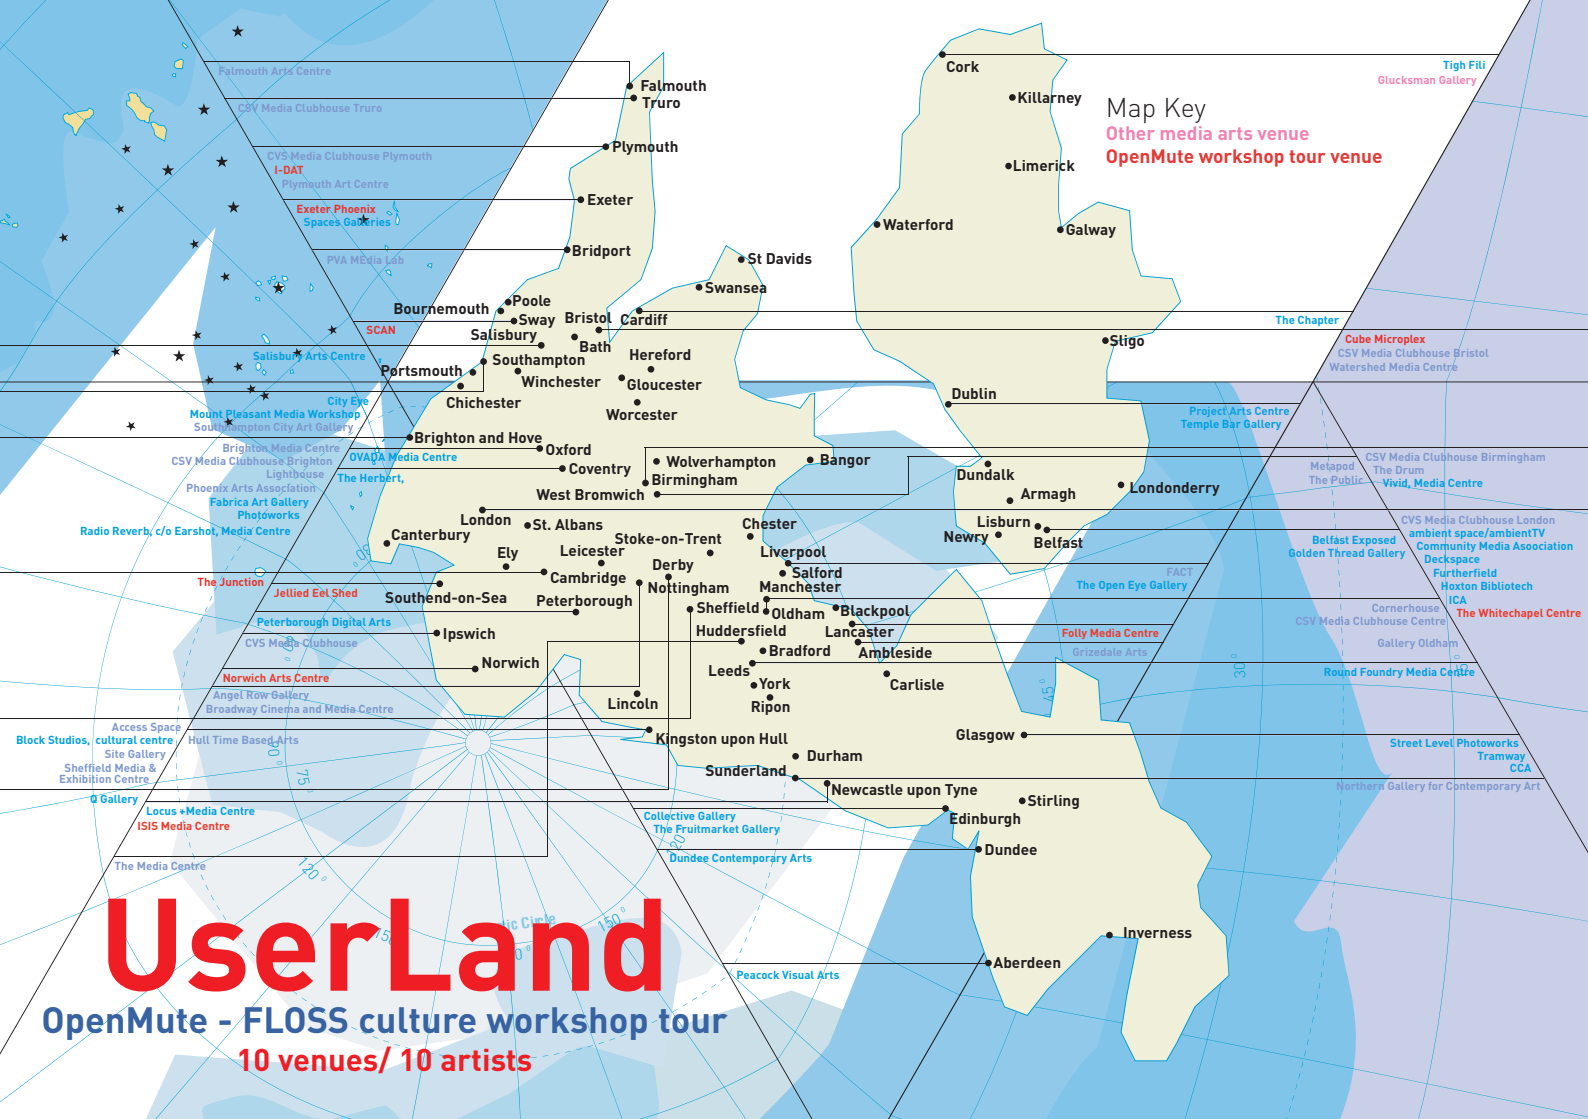 Falmouth Arts Centre
CSV Media Clubhouse Truro
CVS Media Clubhouse Plymouth
I-DAT
Plymouth Art Centre
Exeter Phoenix
Spaces Galleries
PVA MEdia Lab
SCAN
Salisbury Arts Centre
City Eye
Mount Pleasant Media Workshop
Southampton City Art Gallery
Brighton Media Centre
CSV Media Clubhouse Brighton
Lighthouse
Phoenix Arts Association
Fabrica Art Gallery
Photoworks
Radio Reverb, c/o Earshot, Media Centre
OVADA Media Centre
The Herbert,
The Junction
Jellied Eel Shed
Peterborough Digital Arts
CVS Media Clubhouse
Norwich Arts Centre
Angel Row Gallery
Broadway Cinema and Media Centre
Access Space
Block Studios, cultural centre
Site Gallery
Sheffield Media &
Exhibition Centre
Hull Time Based Arts
Q Gallery
Locus +Media Centre
ISIS Media Centre
The Media Centre
Falmouth
Truro
Plymouth
Exeter
Bridport
Poole
Bournemouth
Sway
Bristol
Cardiff
Salisbury
Bath
St Davids
Swansea
Southampton
Portsmouth
Winchester
Chichester
Hereford
Gloucester
Worcester
Brighton and Hove
Oxford
Coventry
Wolverhampton
Birmingham
West Bromwich
Bangor
London
St. Albans
Canterbury
Ely
Leicester
Stoke-on-Trent
Chester
Derby
Liverpool
Cambridge
Nottingham
Salford
Manchester
Southend-on-Sea
Peterborough
Sheffield
Oldham
Blackpool
Ipswich
Huddersfield
Lancaster
Bradford
Ambleside
Norwich
Leeds
York
Carlisle
Lincoln
Ripon
Kingston upon Hull
Durham
Sunderland
Newcastle upon Tyne
Glasgow
Stirling
Edinburgh
Dundee
Inverness
Aberdeen
Cork
Killarney
Limerick
Waterford
Galway
Sligo
Dublin
Dundalk
Armagh
Londonderry
Lisburn
Newry
Belfast
Map Key
Other media arts venue
OpenMute workshop tour venue
Tigh Fili
Glucksman Gallery
The Chapter
Cube Microplex
CSV Media Clubhouse Bristol
Watershed Media Centre
Project Arts Centre
Temple Bar Gallery
CSV Media Clubhouse Birmingham
Metapod
The Drum
The Public
Vivid, Media Centre
CVS Media Clubhouse London
ambient space/ambientTV
Community Media Asoociation
Deckspace
Furtherfield
Hoxton Bibliotech
ICA
The Whitechapel Centre
Belfast Exposed
Golden Thread Gallery
FACT
The Open Eye Gallery
Cornerhouse
CSV Media Clubhouse Centre
Folly Media Centre
Gallery Oldham
Grizedale Arts
Round Foundry Media Centre
Street Level Photoworks
Tramway
CCA
Northern Gallery for Contemporary Art
Collective Gallery
The Fruitmarket Gallery
Dundee Contemporary Arts
Peacock Visual Arts
30°
45°
75°
120°
120°
150°
UserLand
OpenMute - FLOSS culture workshop tour
10 venues/ 10 artists